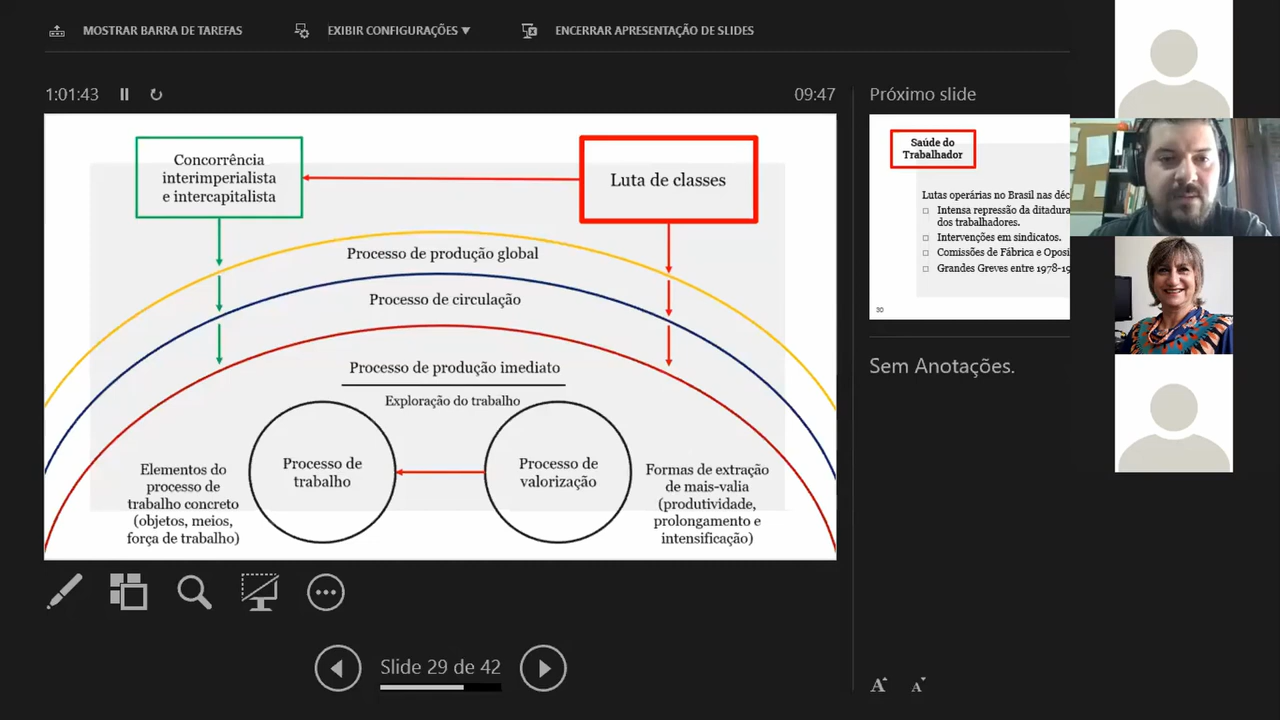 MOSTRAR BARRA DE TAREFAS
EXIBIR CONFIGURAÇÕES ▼
ENCERRAR APRESENTAÇÃO DE SLIDES
1:01:43
09:47
Concorrência
interimperialista
e intercapitalista
Luta de classes
Processo de produção global
Processo de circulação
Processo de produção imediato
Exploração do trabalho
Processo de
trabalho
Processo de
valorização
Elementos do
processo de
trabalho concreto
(objetos, meios,
força de trabalho)
Formas de extração
de mais-valia
(produtividade,
prolongamento e
intensificação)
Slide 29 de 42
Próximo slide
Saúde do
Trabalhador
Lutas operárias no Brasil nas déc
Intensa repressão da ditadura
dos trabalhadores.
Intervenções em sindicatos.
Comissões de Fábrica e Oposi
Grandes Greves entre 1978-19
30
Sem Anotações.
A A